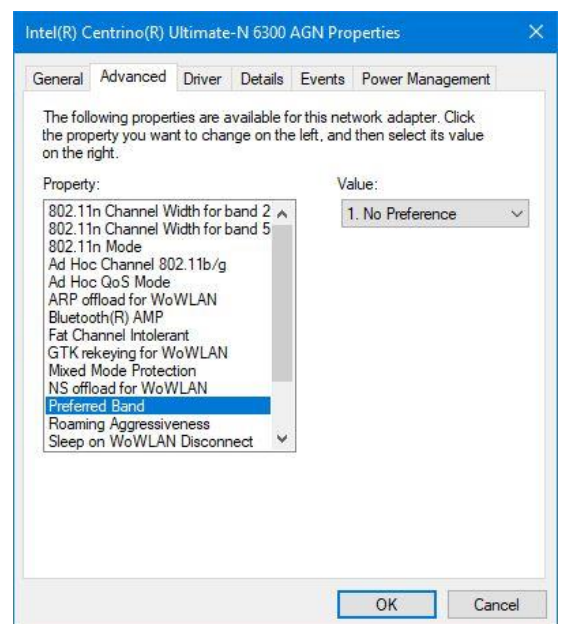 Intel(R) Centrino(R) Ultimate-N 6300 AGN Properties
General Advanced Driver Details Events Power Management
The following properties are available for this network adapter. Click
the property you want to change on the left, and then select its value
on the right.
Property:
Value:
802.11n Channel Width for band 2
802.11n Channel Width for band 5
802.11n Mode
Ad Hoc Channel 802.11b/g
Ad Hoc QoS Mode
ARP offload for WoWLAN
Bluetooth(R) AMP
Fat Channel Intolerant
GTK rekeying for WoWLAN
Mixed Mode Protection
NS offload for WoWLAN
Preferred Band
Roaming Aggressiveness
Sleep on WoWLAN Disconnect
1. No Preference
OK Cancel